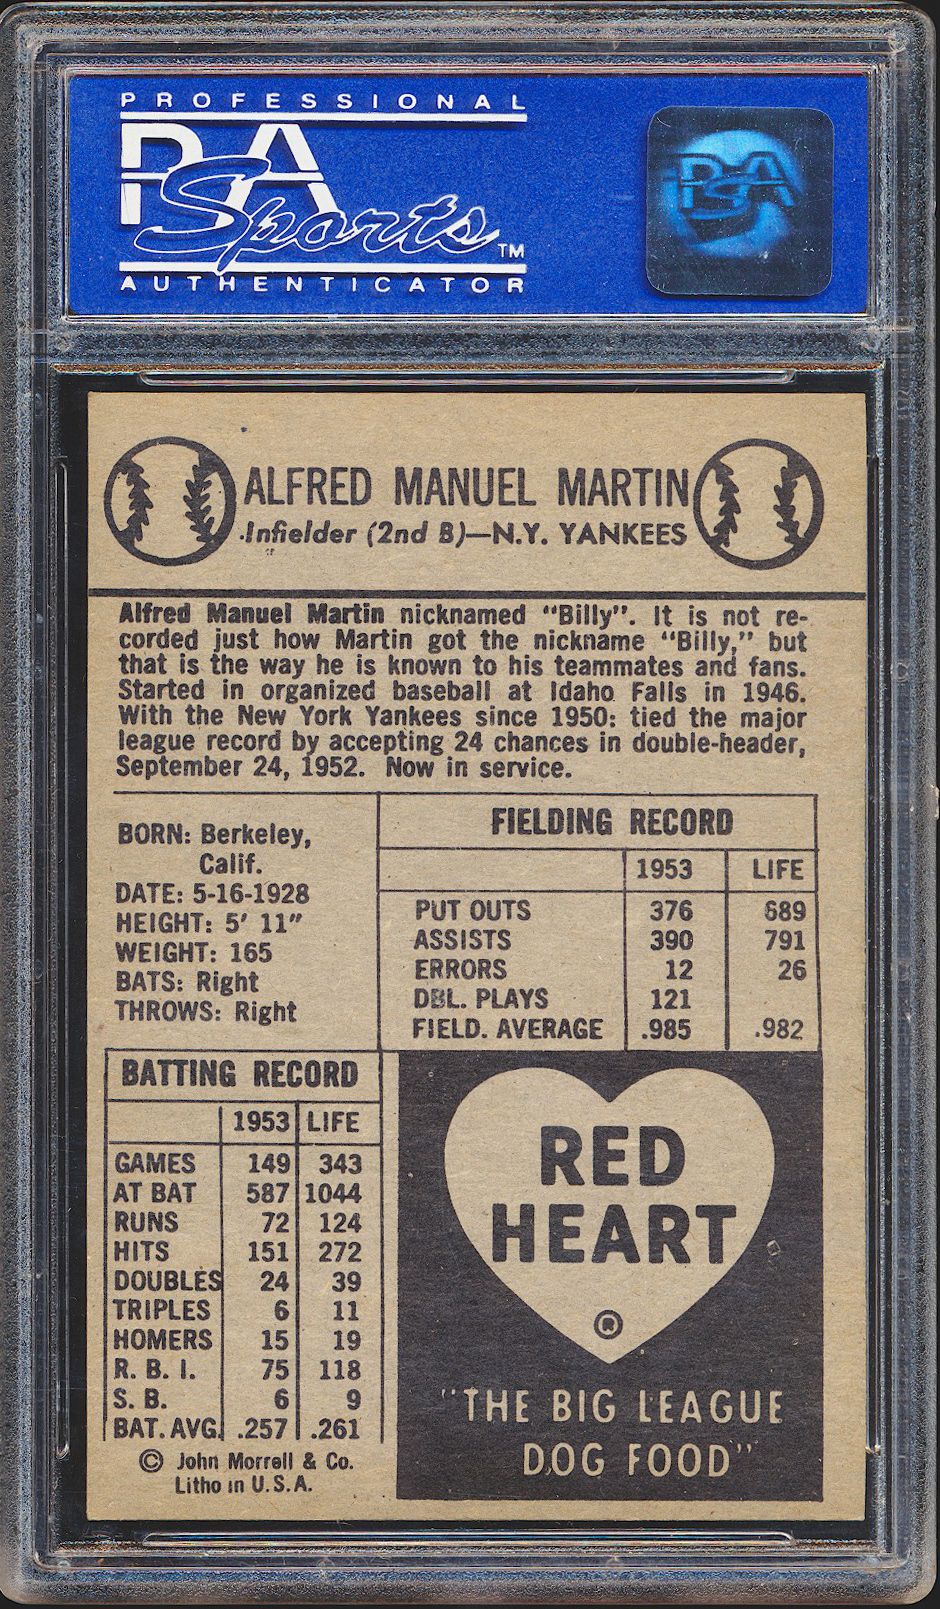 PROFESSIONAL
PSA
Sports™
AUTHENTICATOR
PSA
ALFRED MANUEL MARTIN
Infielder (2nd B)—N.Y. YANKEES
Alfred Manuel Martin nicknamed "Billy". It is not re-
corded just how Martin got the nickname "Billy," but
that is the way he is known to his teammates and fans.
Started in organized baseball at Idaho Falls in 1946.
With the New York Yankees since 1950: tied the major
league record by accepting 24 chances in double-header,
September 24, 1952. Now in service.
BORN: Berkeley,
Calif.
DATE: 5-16-1928
HEIGHT: 5' 11"
WEIGHT: 165
BATS: Right
THROWS: Right
FIELDING RECORD
1953 LIFE
PUT OUTS 376 689
ASSISTS 390 791
ERRORS 12 26
DBL. PLAYS 121
FIELD. AVERAGE .985 .982
BATTING RECORD
1953 LIFE
GAMES 149 343
AT BAT 587 1044
RUNS 72 124
HITS 151 272
DOUBLES 24 39
TRIPLES 6 11
HOMERS 15 19
R. B. I. 75 118
S. B. 6 9
BAT. AVG. .257 .261
© John Morrell & Co.
Litho in U.S.A.
RED
HEART
®
"THE BIG LEAGUE
DOG FOOD"